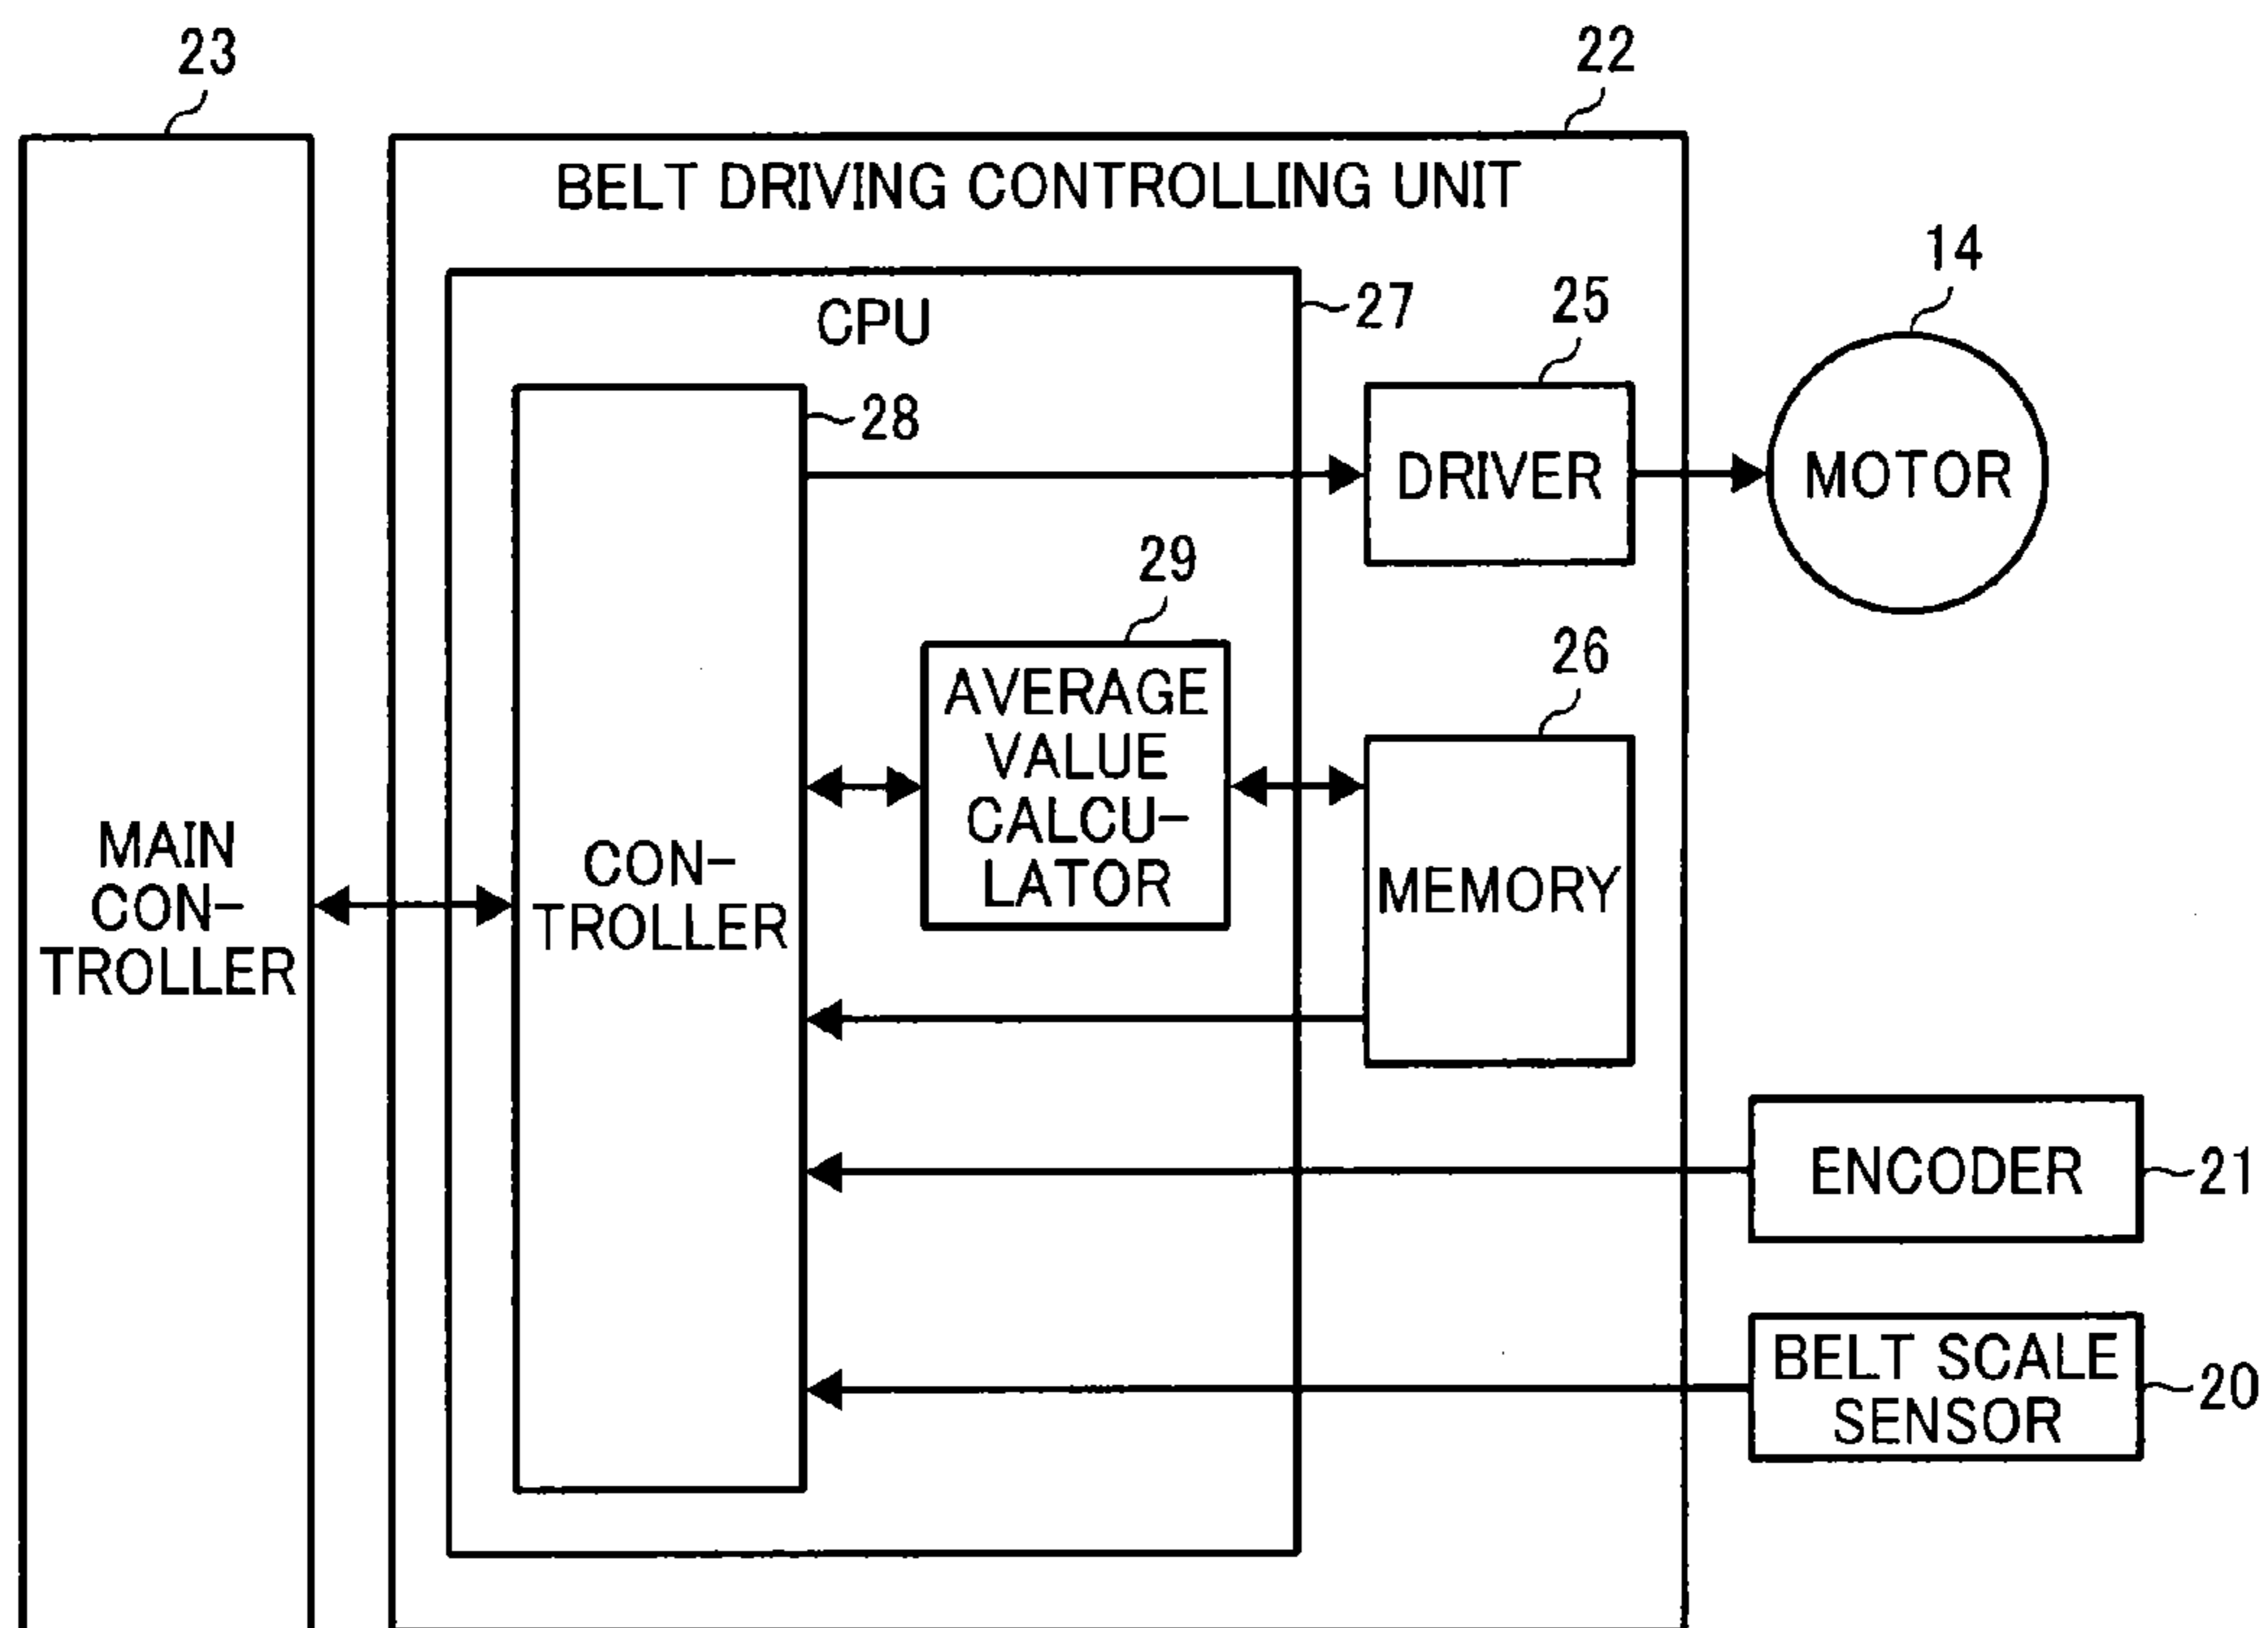 23
22
BELT DRIVING CONTROLLING UNIT
14
CPU
27
25
28
DRIVER
MOTOR
29
26
AVERAGE
VALUE
CALCU-
LATOR
MAIN
CON-
TROLLER
CON-
TROLLER
MEMORY
ENCODER
21
BELT SCALE
SENSOR
20